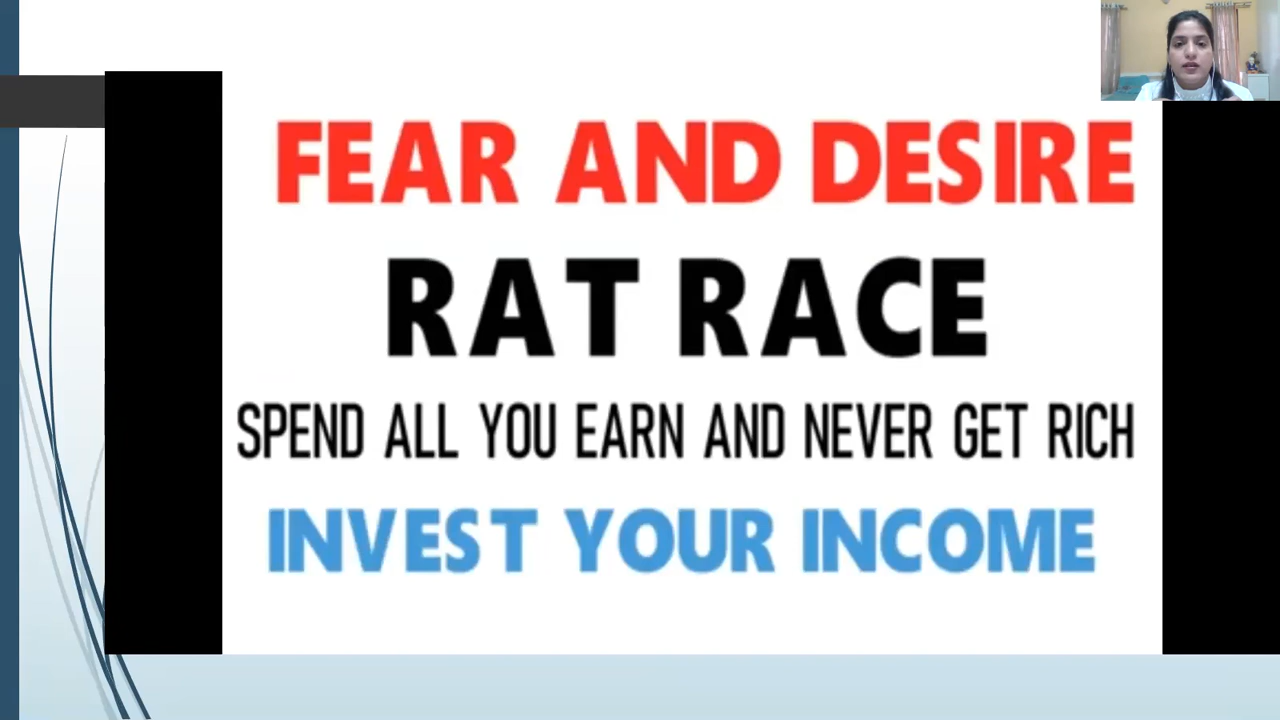 FEAR AND DESIRE
RAT RACE
SPEND ALL YOU EARN AND NEVER GET RICH
INVEST YOUR INCOME